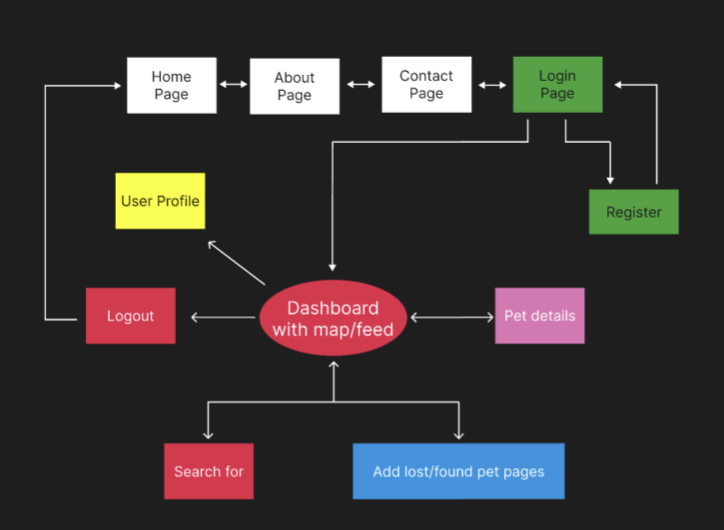 Home
Page
About
Page
Contact
Page
Login
Page
User Profile
Register
Logout
Dashboard
with map/feed
Pet details
Search for
Add lost/found pet pages